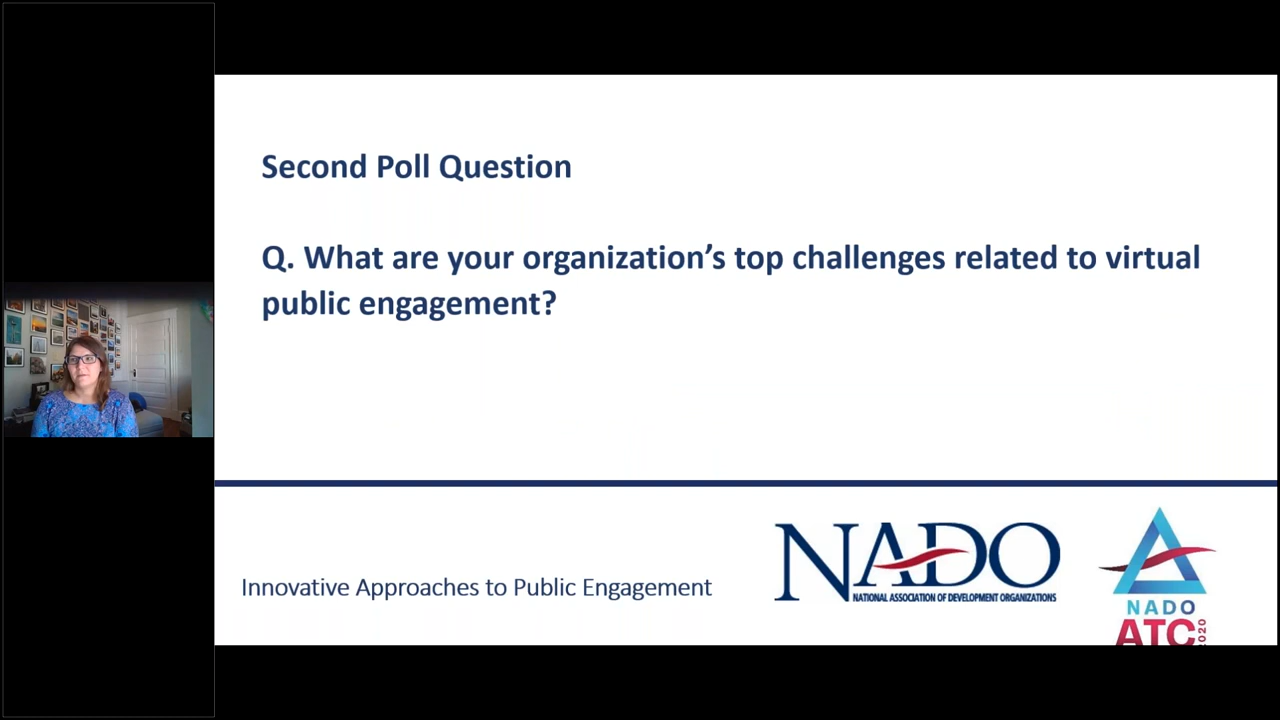 Second Poll Question
Q. What are your organization’s top challenges related to virtual
public engagement?
Innovative Approaches to Public Engagement
NADO
NATIONAL ASSOCIATION OF DEVELOPMENT ORGANIZATIONS
NADO
ATC 2020